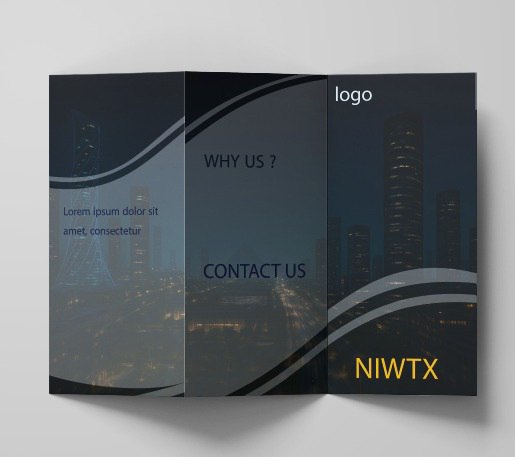 Lorem ipsum dolor sit
amet, consectetur
WHY US ?
CONTACT US
logo
NIWTX